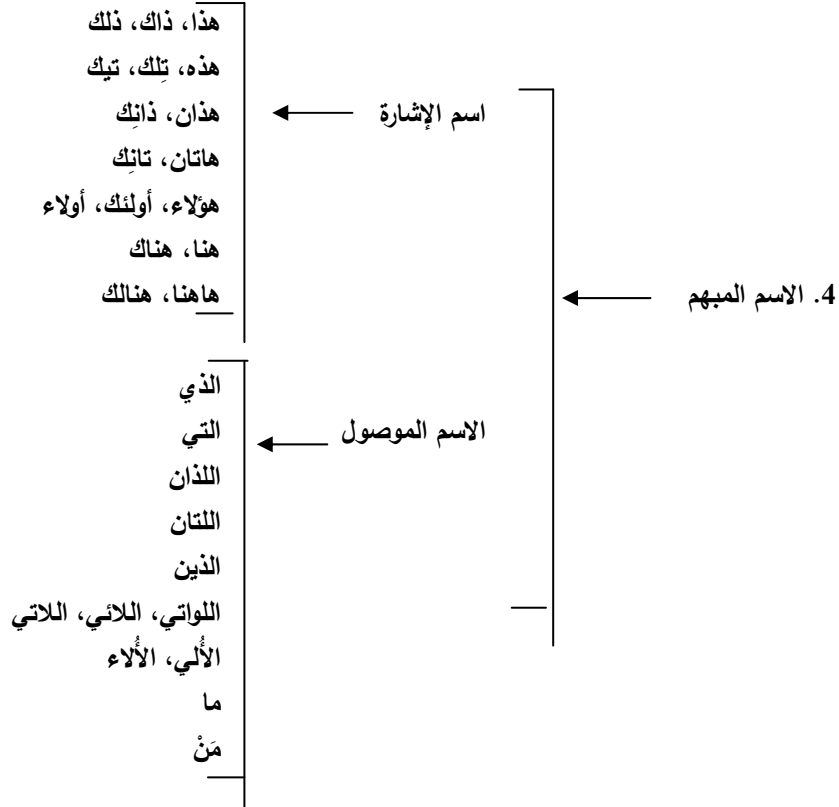 4. الاسم المبهم
اسم الإشارة
هذا، ذاك، ذلك
هذه، تِلك، تيك
هذان، ذانِك
هاتان، تانِك
هؤلاء، أولئك، أولاء
هنا، هناك
هاهنا، هنالك
الاسم الموصول
الذي
التي
اللذان
اللتان
الذين
اللواتي، اللائي، اللاتي
الأُلي، الأُلاء
ما
مَنْ